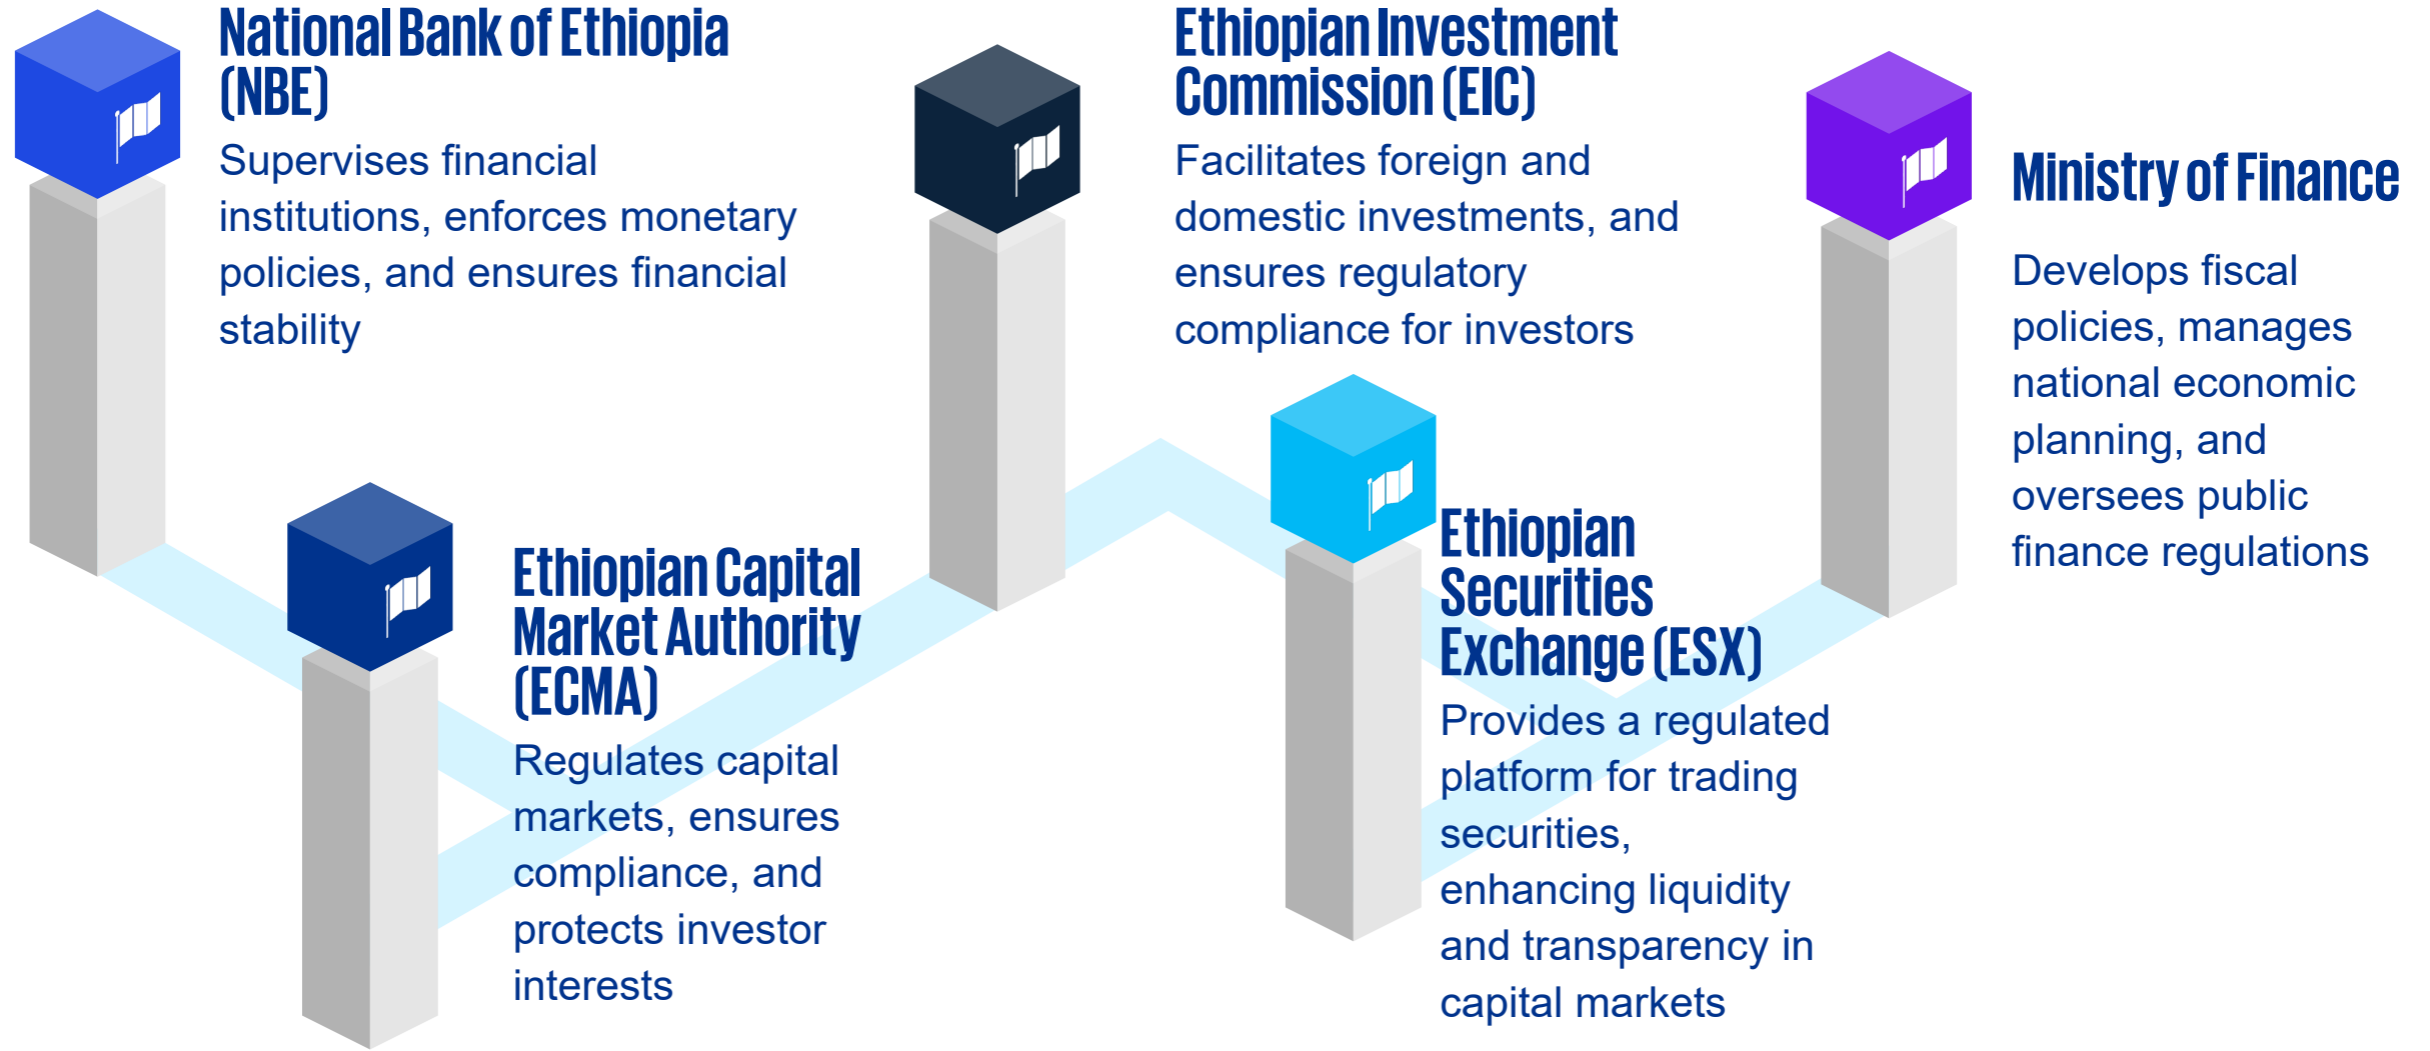 National Bank of Ethiopia
(NBE)
Supervises financial
institutions, enforces monetary
policies, and ensures financial
stability
Ethiopian Capital
Market Authority
(ECMA)
Regulates capital
markets, ensures
compliance, and
protects investor
interests
Ethiopian Investment
Commission (EIC)
Facilitates foreign and
domestic investments, and
ensures regulatory
compliance for investors
Ethiopian
Securities
Exchange (ESX)
Provides a regulated
platform for trading
securities,
enhancing liquidity
and transparency in
capital markets
Ministry of Finance
Develops fiscal
policies, manages
national economic
planning, and
oversees public
finance regulations